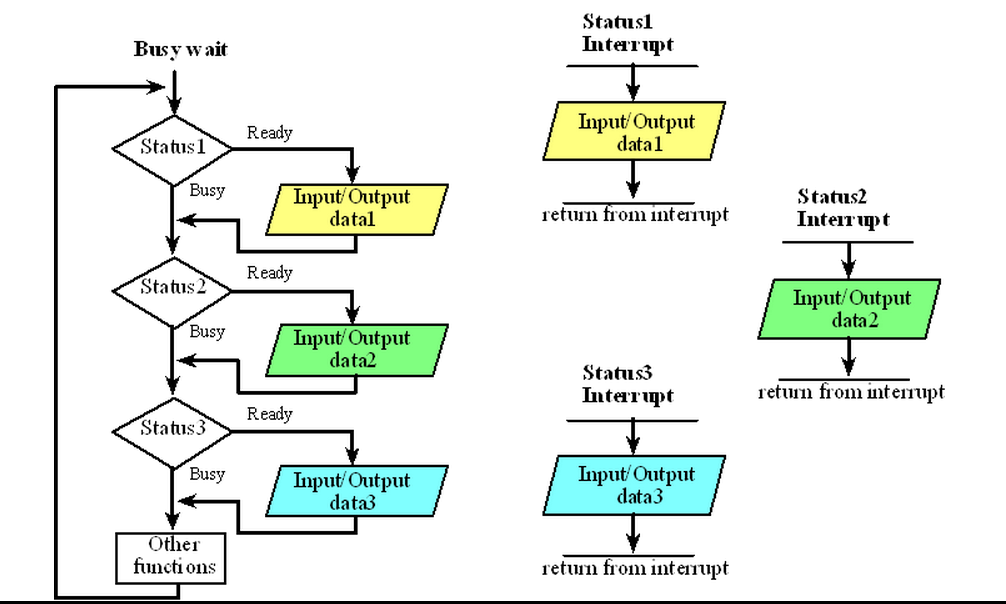 Busy wait
Status1
Ready
Busy
Input/Output
data1
Status2
Ready
Busy
Input/Output
data2
Status3
Ready
Busy
Input/Output
data3
Other
functions
Status1
Interrupt
Input/Output
data1
return from interrupt
Status2
Interrupt
Input/Output
data2
return from interrupt
Status3
Interrupt
Input/Output
data3
return from interrupt